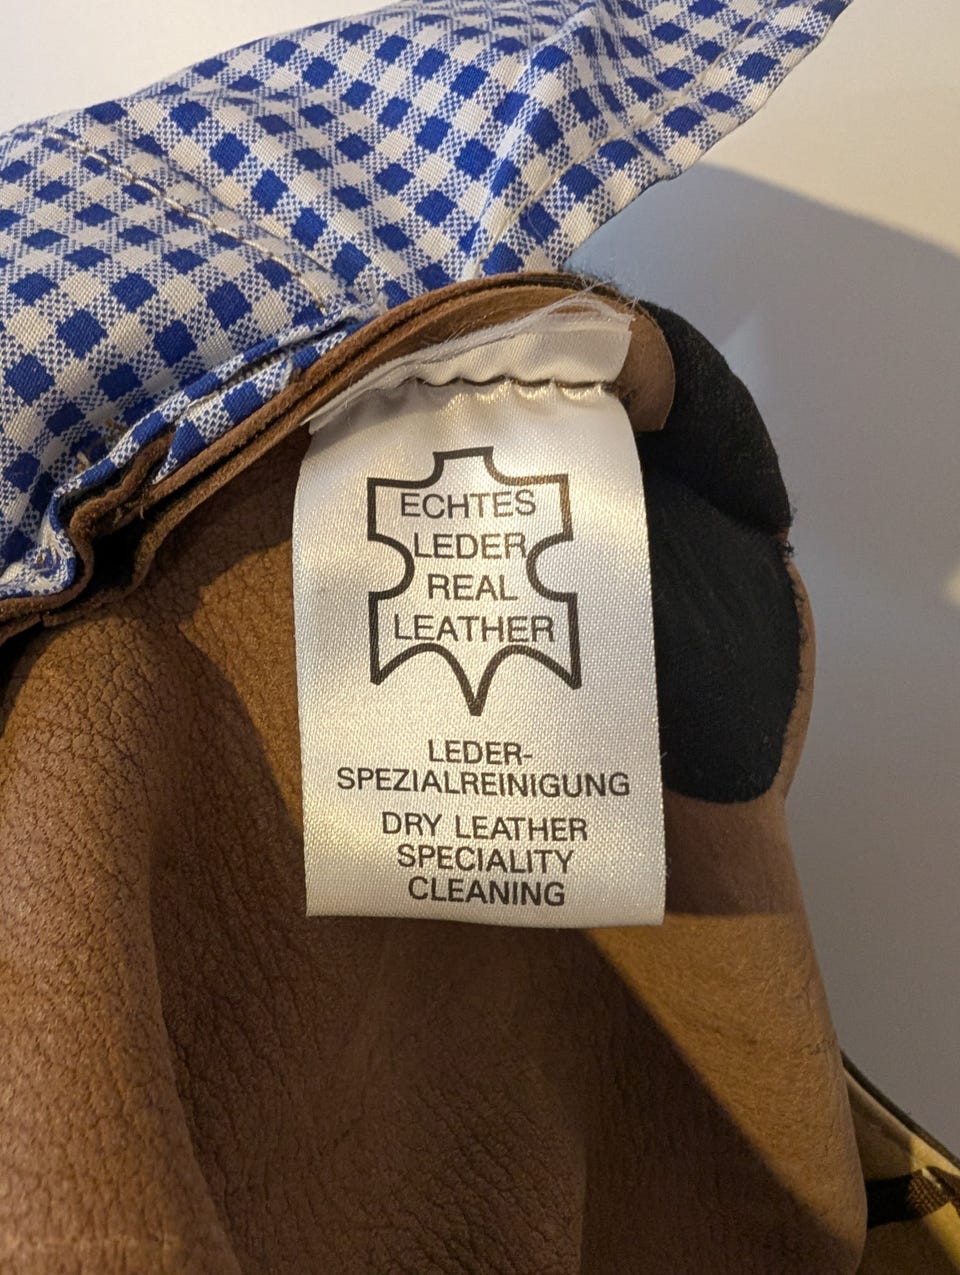 ECHTES
LEDER
REAL
LEATHER
LEDER-
SPEZIALREINIGUNG
DRY LEATHER
SPECIALITY
CLEANING